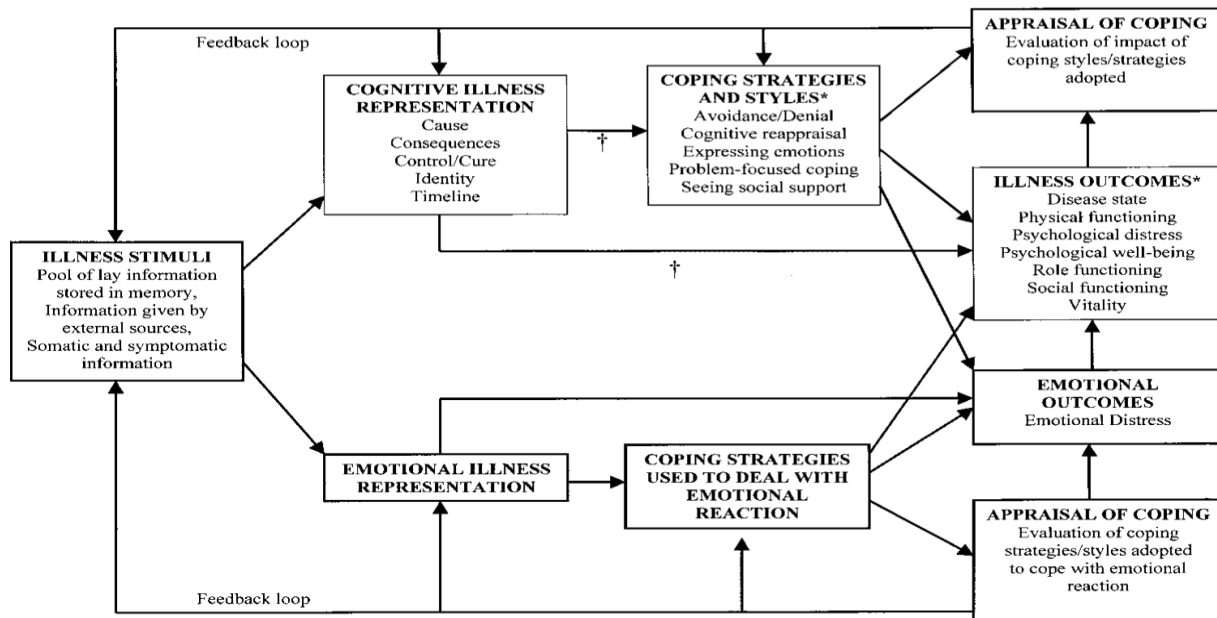 Feedback loop
APPRAISAL OF COPING
Evaluation of impact of
coping styles/strategies
adopted
COGNITIVE ILLNESS
REPRESENTATION
Cause
Consequences
Control/Cure
Identity
Timeline
†
COPING STRATEGIES
AND STYLES*
Avoidance/Denial
Cognitive reappraisal
Expressing emotions
Problem-focused coping
Seeing social support
ILLNESS OUTCOMES*
Disease state
Physical functioning
Psychological distress
Psychological well-being
Role functioning
Social functioning
Vitality
†
ILLNESS STIMULI
Pool of lay information
stored in memory,
Information given by
external sources,
Somatic and symptomatic
information
EMOTIONAL
OUTCOMES
Emotional Distress
EMOTIONAL ILLNESS
REPRESENTATION
COPING STRATEGIES
USED TO DEAL WITH
EMOTIONAL
REACTION
APPRAISAL OF COPING
Evaluation of coping
strategies/styles adopted
to cope with emotional
reaction
Feedback loop